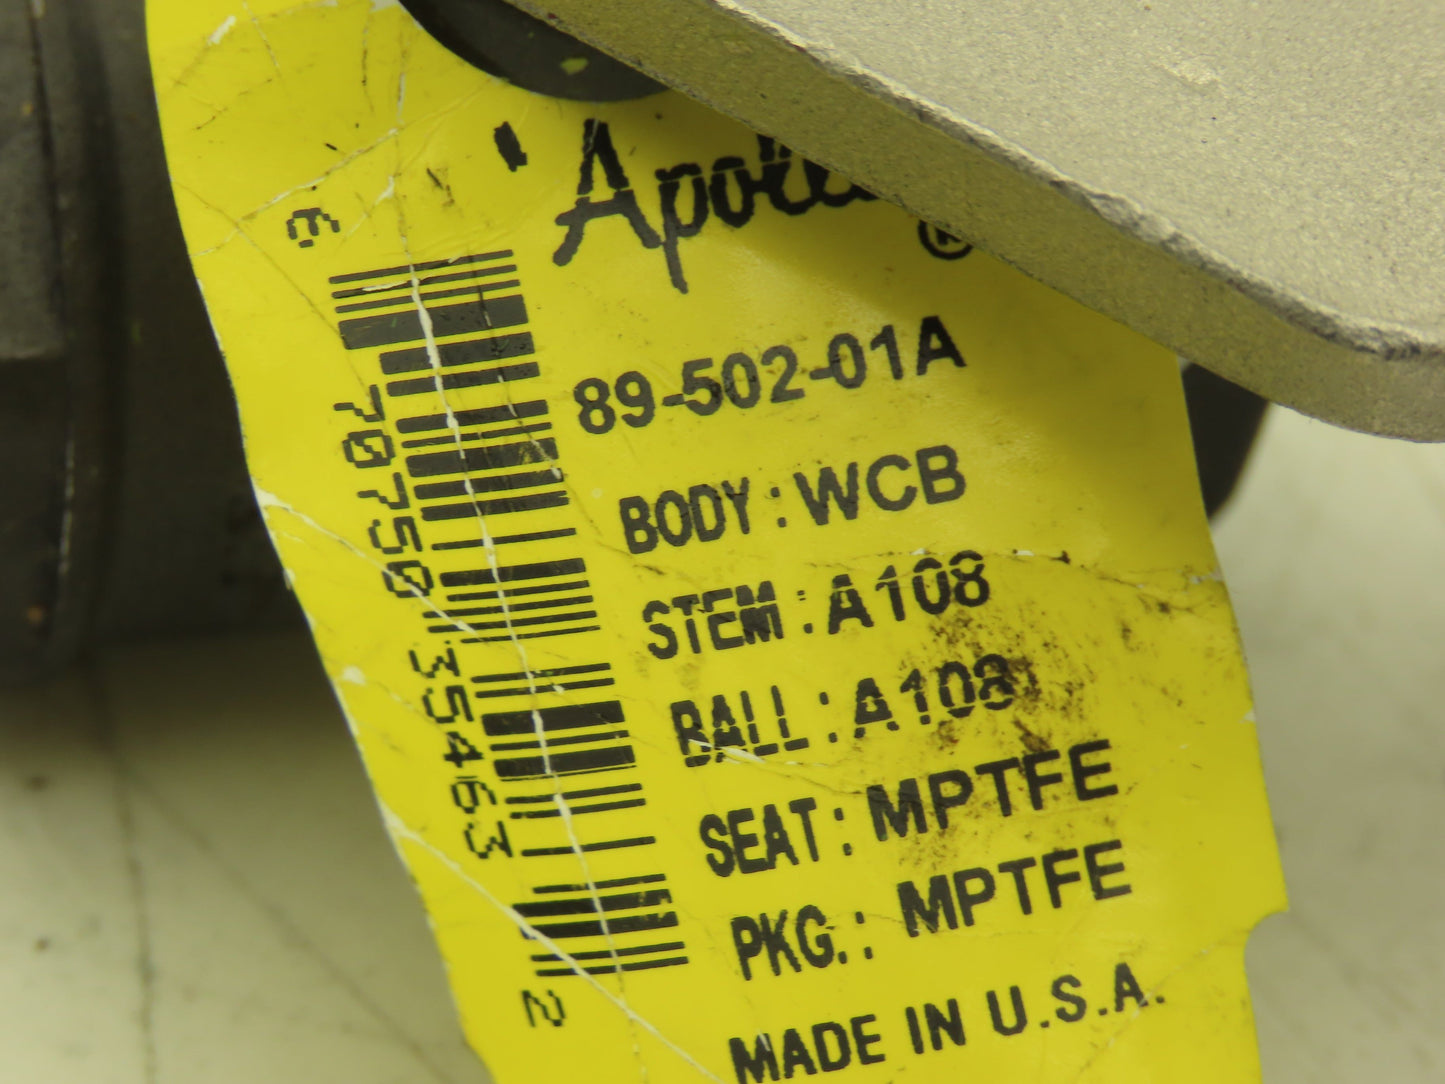 Apollo®
89-502-01A
BODY : WCB
STEM : A108
BALL : A108
SEAT : MPTFE
PKG. : MPTFE
MADE IN U.S.A.
6 70750 35463 2